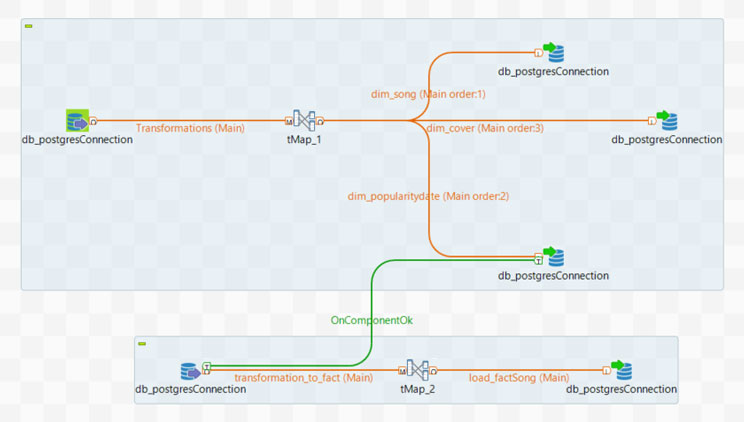 db_postgresConnection
dim_song (Main order:1)
db_postgresConnection
Transformations (Main)
tMap_1
dim_cover (Main order:3)
db_postgresConnection
dim_popularitydate (Main order:2)
db_postgresConnection
OnComponentOk
db_postgresConnection
transformation_to_fact (Main)
tMap_2
load_factSong (Main)
db_postgresConnection